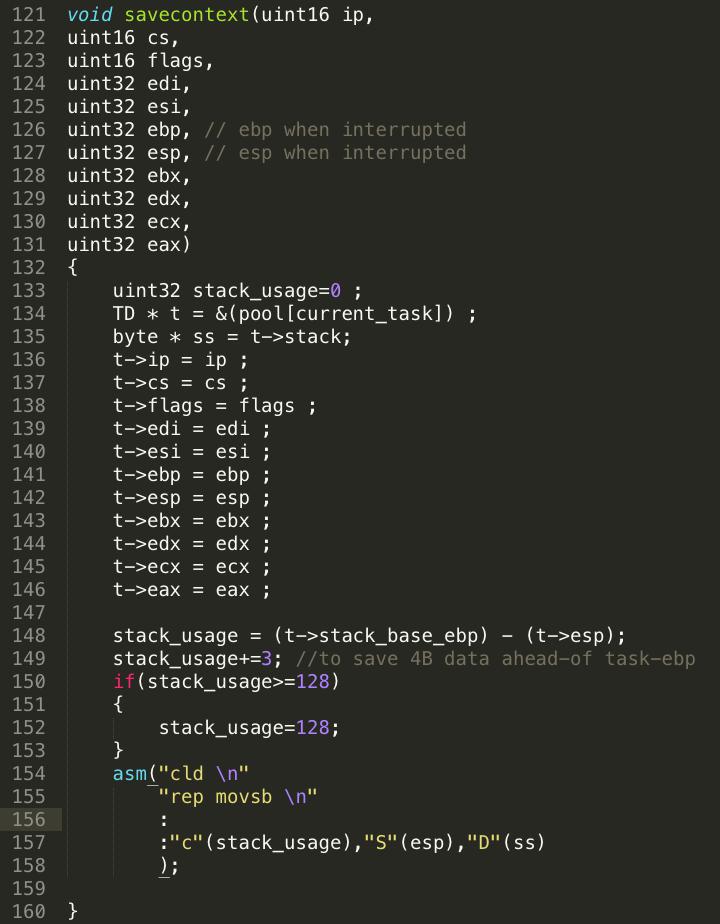 121 void savecontext(uint16 ip,
122 uint16 cs,
123 uint16 flags,
124 uint32 edi,
125 uint32 esi,
126 uint32 ebp, // ebp when interrupted
127 uint32 esp, // esp when interrupted
128 uint32 ebx,
129 uint32 edx,
130 uint32 ecx,
131 uint32 eax)
132 {
133     uint32 stack_usage=0 ;
134     TD * t = &(pool[current_task]) ;
135     byte * ss = t->stack;
136     t->ip = ip ;
137     t->cs = cs ;
138     t->flags = flags ;
139     t->edi = edi ;
140     t->esi = esi ;
141     t->ebp = ebp ;
142     t->esp = esp ;
143     t->ebx = ebx ;
144     t->edx = edx ;
145     t->ecx = ecx ;
146     t->eax = eax ;
147
148     stack_usage = (t->stack_base_ebp) - (t->esp);
149     stack_usage+=3; //to save 4B data ahead-of task-ebp
150     if(stack_usage>=128)
151     {
152         stack_usage=128;
153     }
154     asm("cld \n"
155         "rep movsb \n"
156         :
157         :"c"(stack_usage),"S"(esp),"D"(ss)
158         );
159
160 }